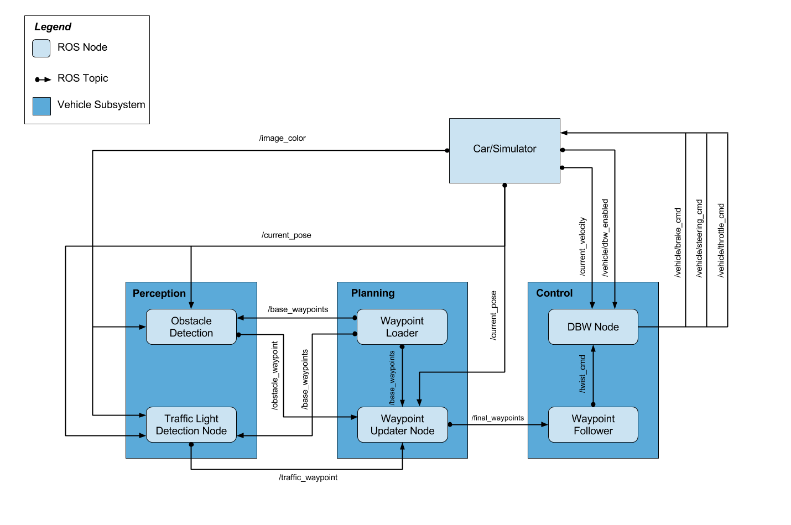 Legend
ROS Node
ROS Topic
Vehicle Subsystem
/image_color
Car/Simulator
/current_pose
/current_velocity
/vehicle/dbw_enabled
/vehicle/brake_cmd
/vehicle/steering_cmd
/vehicle/throttle_cmd
Perception
Planning
Control
/current_pose
Obstacle
Detection
/base_waypoints
Waypoint
Loader
DBW Node
/obstacle_waypoint
/base_waypoints
/base_waypoints
/twist_cmd
Traffic Light
Detection Node
Waypoint
Updater Node
/final_waypoints
Waypoint
Follower
/traffic_waypoint